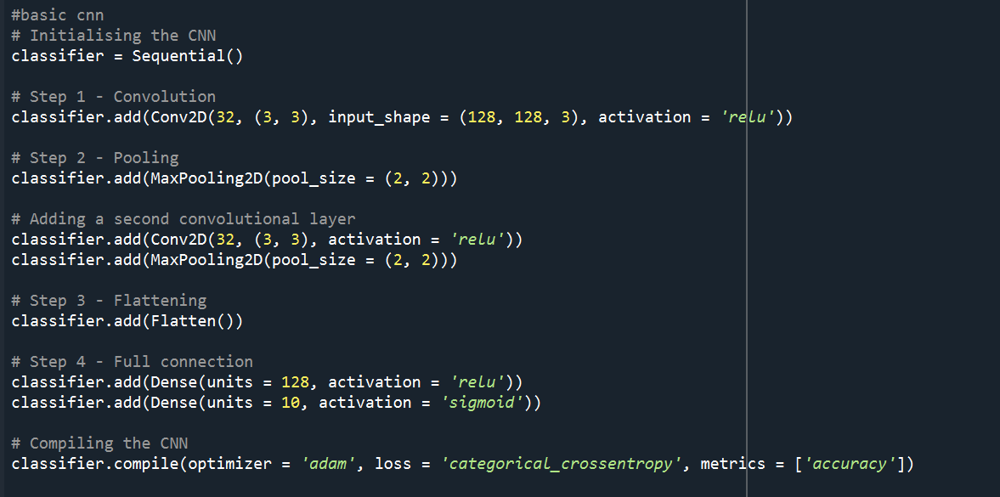 #basic cnn
# Initialising the CNN
classifier = Sequential()
# Step 1 - Convolution
classifier.add(Conv2D(32, (3, 3), input_shape = (128, 128, 3), activation = 'relu'))
# Step 2 - Pooling
classifier.add(MaxPooling2D(pool_size = (2, 2)))
# Adding a second convolutional layer
classifier.add(Conv2D(32, (3, 3), activation = 'relu'))
classifier.add(MaxPooling2D(pool_size = (2, 2)))
# Step 3 - Flattening
classifier.add(Flatten())
# Step 4 - Full connection
classifier.add(Dense(units = 128, activation = 'relu'))
classifier.add(Dense(units = 10, activation = 'sigmoid'))
# Compiling the CNN
classifier.compile(optimizer = 'adam', loss = 'categorical_crossentropy', metrics = ['accuracy'])